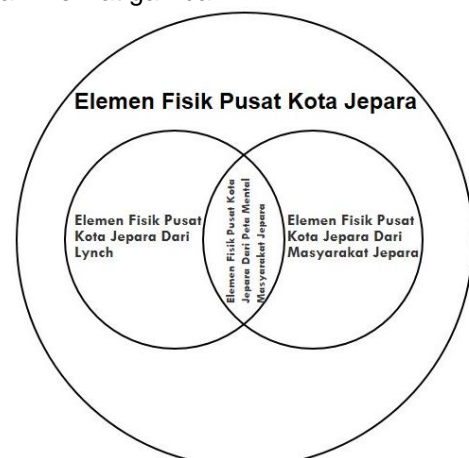 Elemen Fisik Pusat Kota Jepara
Elemen Fisik Pusat
Kota Jepara Dari
Lynch
Elemen Fisik Pusat Kota
Jepara Dari Peta Mental
Masyarakat Jepara
Elemen Fisik Pusat
Kota Jepara Dari
Masyarakat Jepara